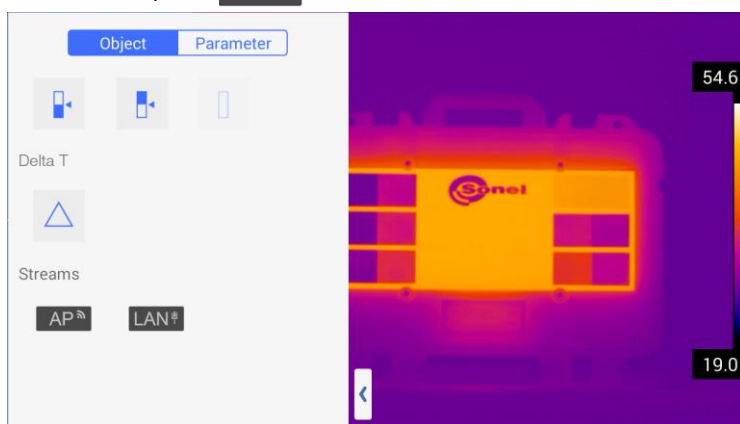 Object Parameter
54.6
Delta T
Sonel
Streams
AP LAN
19.0